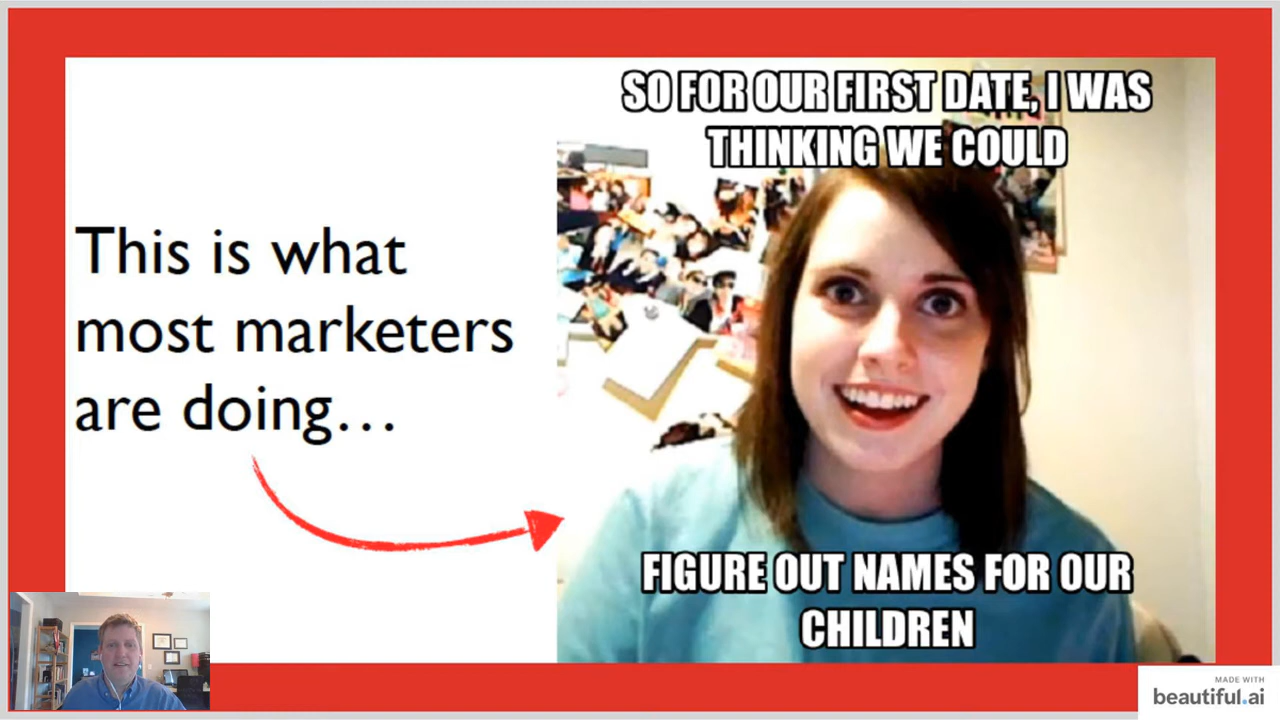 SO FOR OUR FIRST DATE, I WAS
THINKING WE COULD
This is what
most marketers
are doing...
FIGURE OUT NAMES FOR OUR
CHILDREN
MADE WITH
beautiful.ai